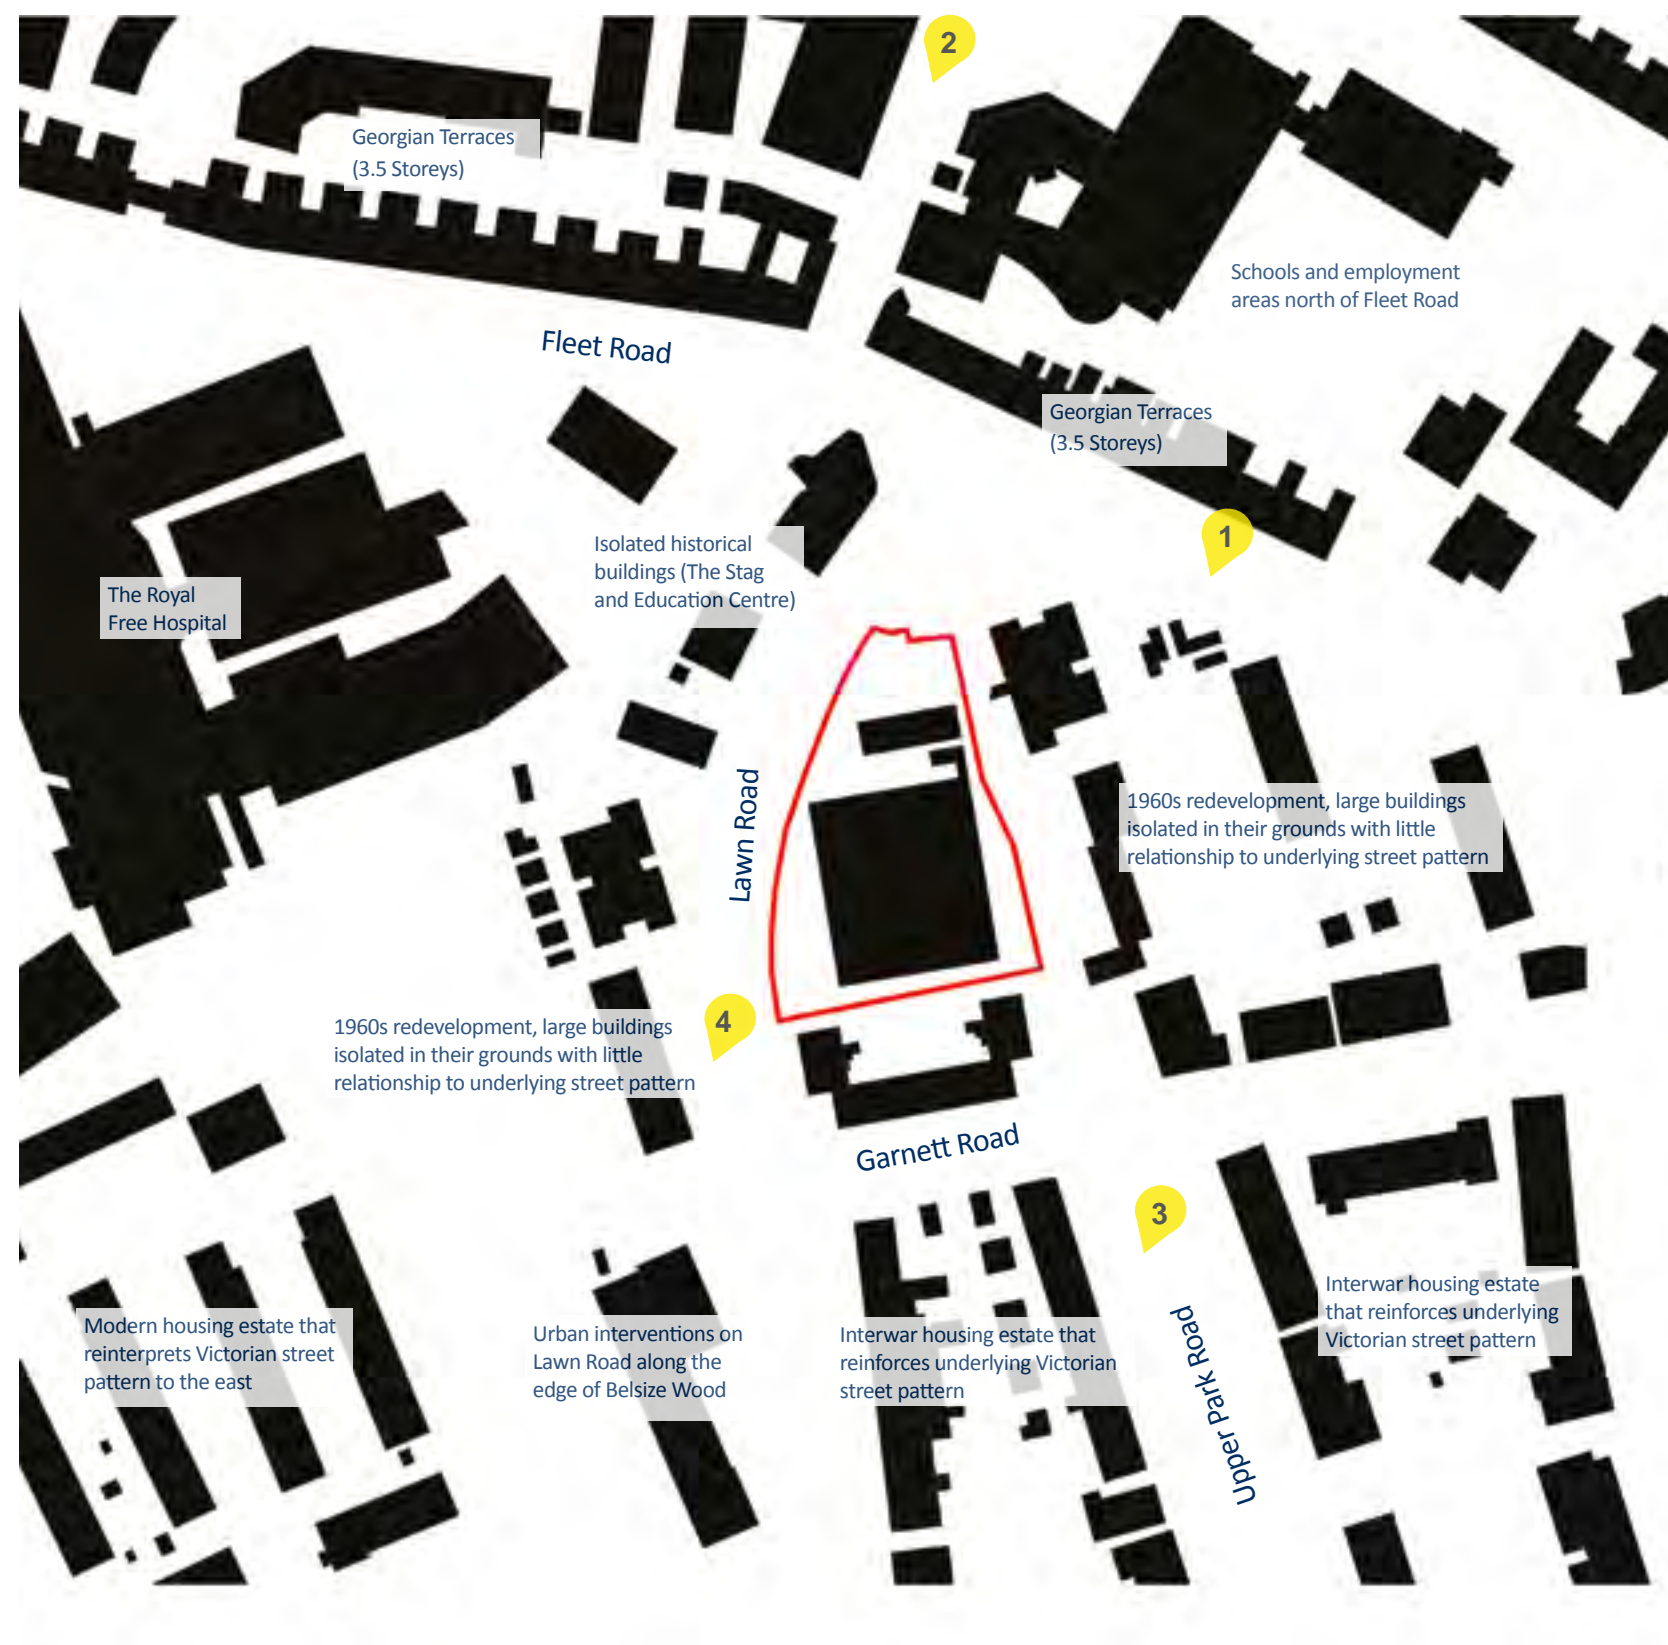 2
Georgian Terraces
(3.5 Storeys)
Schools and employment
areas north of Fleet Road
Fleet Road
Georgian Terraces
(3.5 Storeys)
1
Isolated historical
buildings (The Stag
and Education Centre)
The Royal
Free Hospital
Lawn Road
1960s redevelopment, large buildings
isolated in their grounds with little
relationship to underlying street pattern
1960s redevelopment, large buildings
isolated in their grounds with little
relationship to underlying street pattern
4
Garnett Road
3
Modern housing estate that
reinterprets Victorian street
pattern to the east
Urban interventions on
Lawn Road along the
edge of Belsize Wood
Interwar housing estate that
reinforces underlying Victorian
street pattern
Upper Park Road
Interwar housing estate
that reinforces underlying
Victorian street pattern